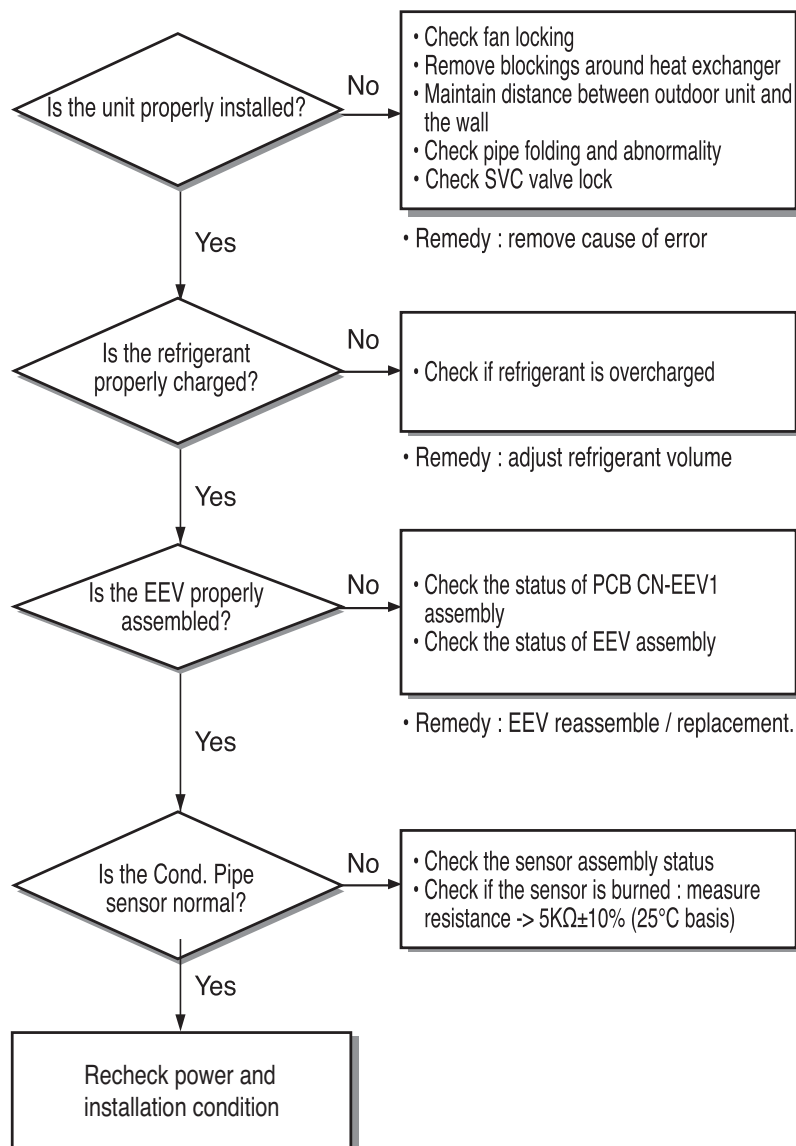 Is the unit properly installed?
No
• Check fan locking
• Remove blockings around heat exchanger
• Maintain distance between outdoor unit and
the wall
• Check pipe folding and abnormality
• Check SVC valve lock
• Remedy : remove cause of error
Yes
Is the refrigerant
properly charged?
No
• Check if refrigerant is overcharged
• Remedy : adjust refrigerant volume
Yes
Is the EEV properly
assembled?
No
• Check the status of PCB CN-EEV1
assembly
• Check the status of EEV assembly
• Remedy : EEV reassemble / replacement.
Yes
Is the Cond. Pipe
sensor normal?
No
• Check the sensor assembly status
• Check if the sensor is burned : measure
resistance -> 5KΩ±10% (25°C basis)
Yes
Recheck power and
installation condition